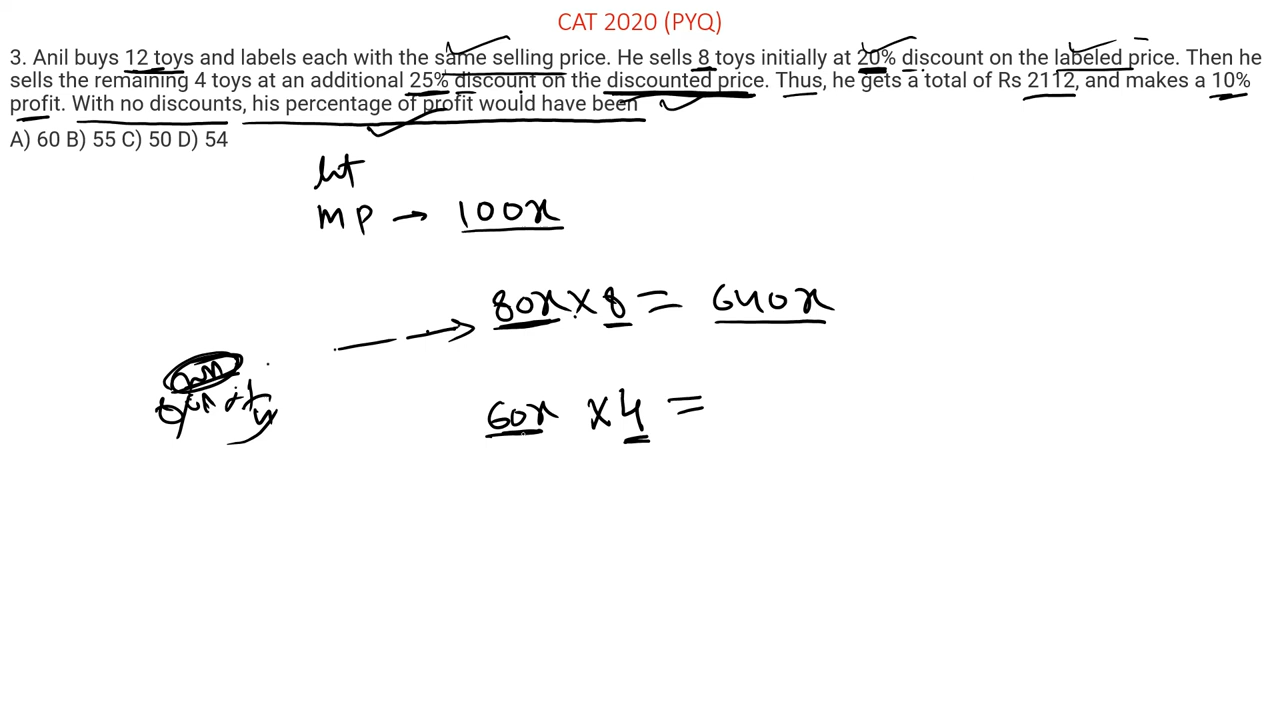 CAT 2020 (PYQ)
3. Anil buys 12 toys and labels each with the same selling price. He sells 8 toys initially at 20% discount on the labeled price. Then he
sells the remaining 4 toys at an additional 25% discount on the discounted price. Thus, he gets a total of Rs 2112, and makes a 10%
profit. With no discounts, his percentage of profit would have been
A) 60 B) 55 C) 50 D) 54
let
MP → 100x
80x × 8 = 640x
60x × 4 =